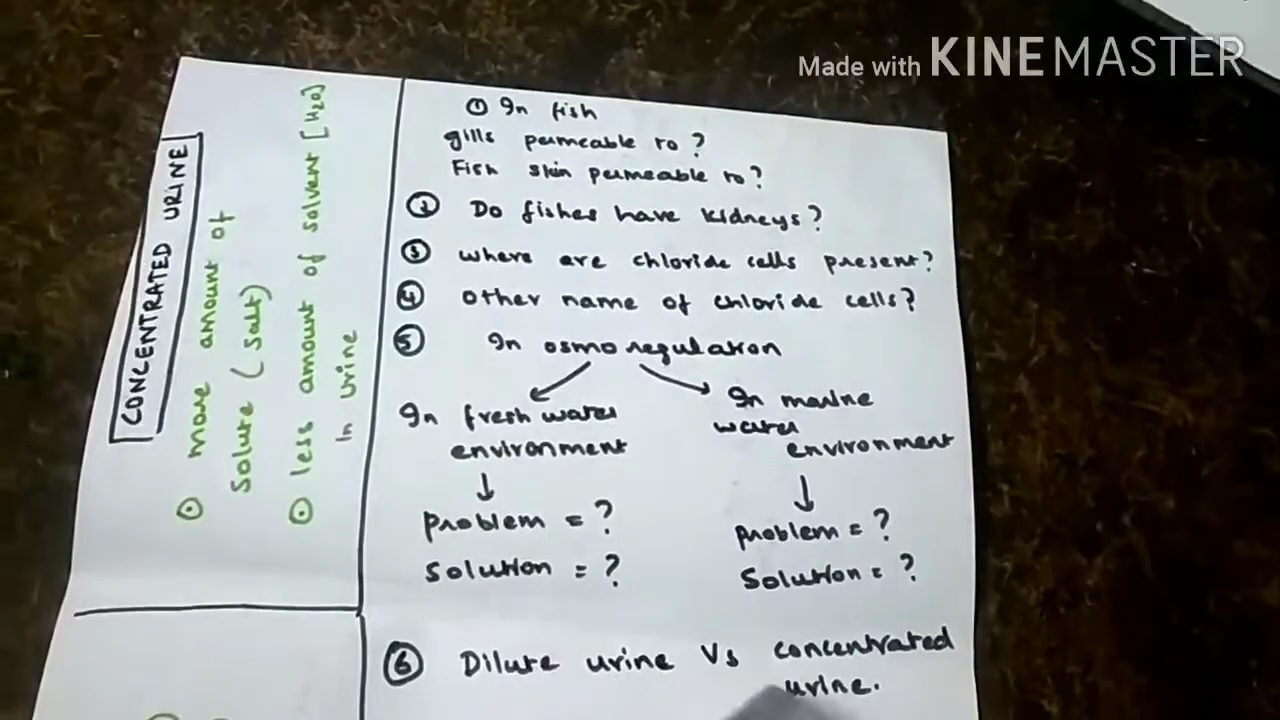 Made with KINEMASTER
CONCENTRATED URINE
more amount of
solute (salt)
less amount of solvent [H20]
in urine
① In fish
gills permeable to?
Fish skin permeable to?
② Do fishes have kidneys?
③ where are chloride cells present?
④ other name of chloride cells?
⑤ In osmoregulation
In fresh water
environment
Problem = ?
Solution = ?
In marine
water
environment
Problem = ?
Solution = ?
⑥ Dilute urine Vs concentrated
urine.